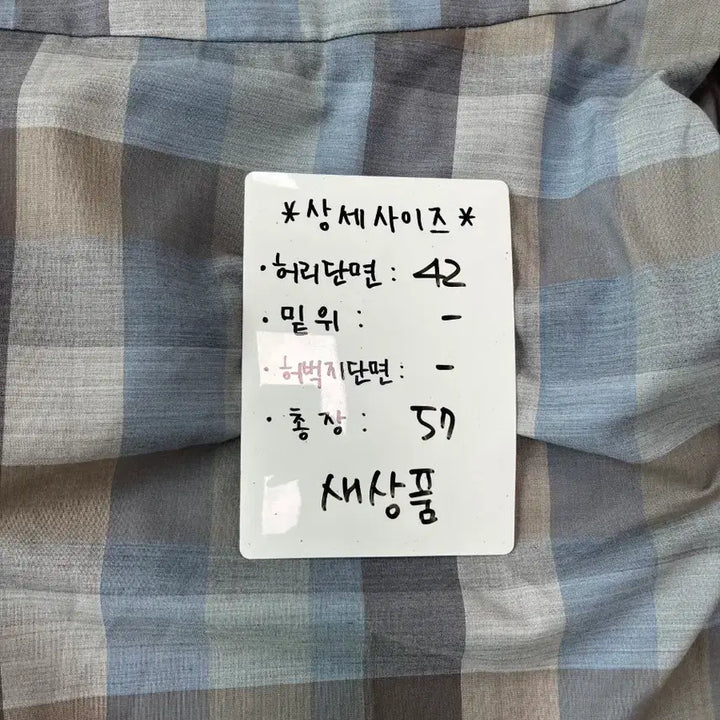 *상세사이즈*
·허리단면: 42
·밑위: -
·허벅지단면: -
·총장: 57
새상품